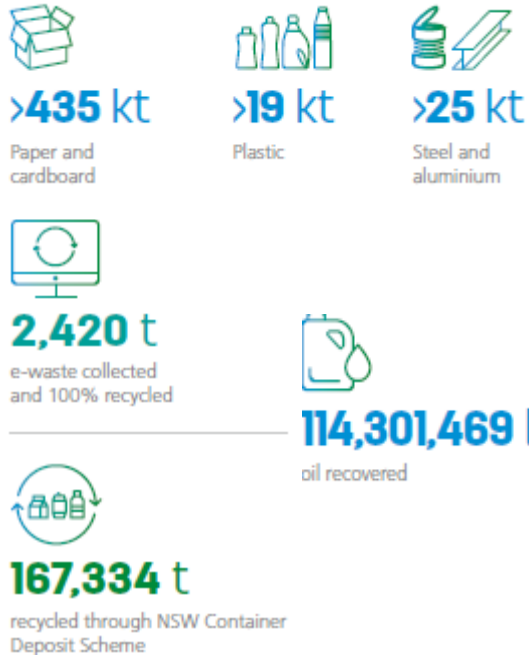 >435 kt
Paper and
cardboard
>19 kt
Plastic
>25 kt
Steel and
aluminium
2,420 t
e-waste collected
and 100% recycled
114,301,469
oil recovered
167,334 t
recycled through NSW Container
Deposit Scheme